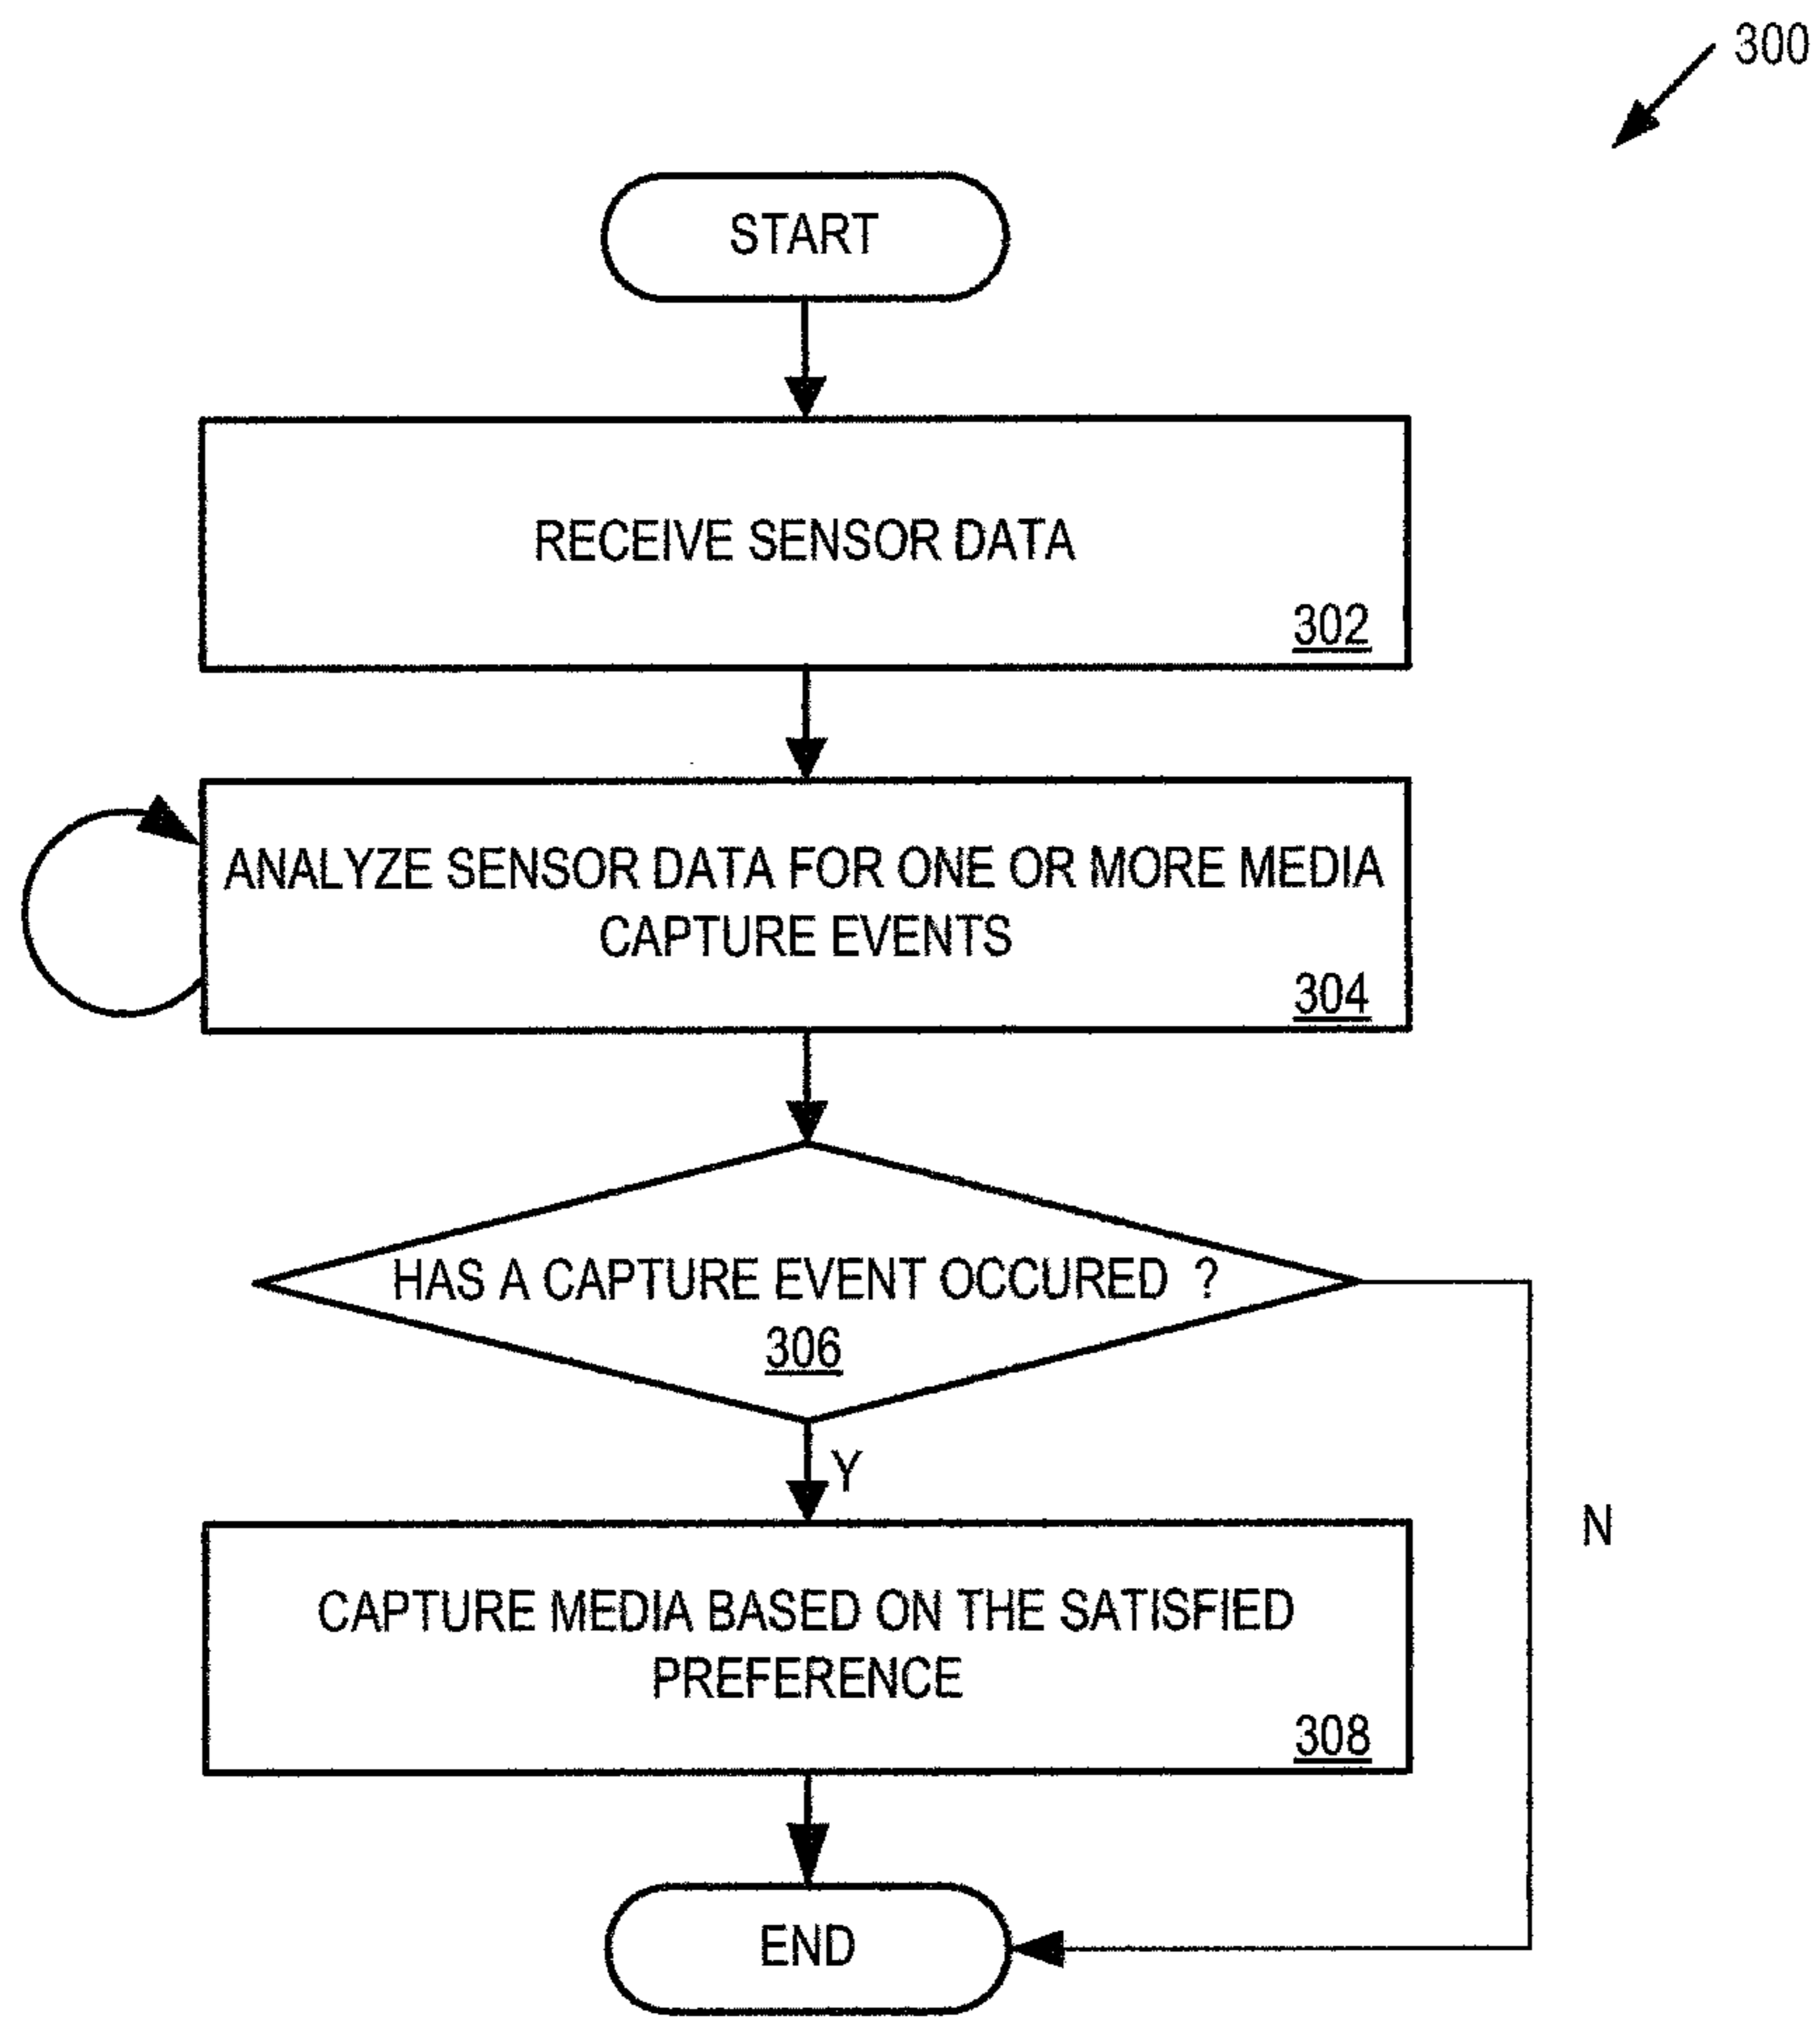 300
START
RECEIVE SENSOR DATA
302
ANALYZE SENSOR DATA FOR ONE OR MORE MEDIA
CAPTURE EVENTS
304
HAS A CAPTURE EVENT OCCURED ?
306
Y
N
CAPTURE MEDIA BASED ON THE SATISFIED
PREFERENCE
308
END